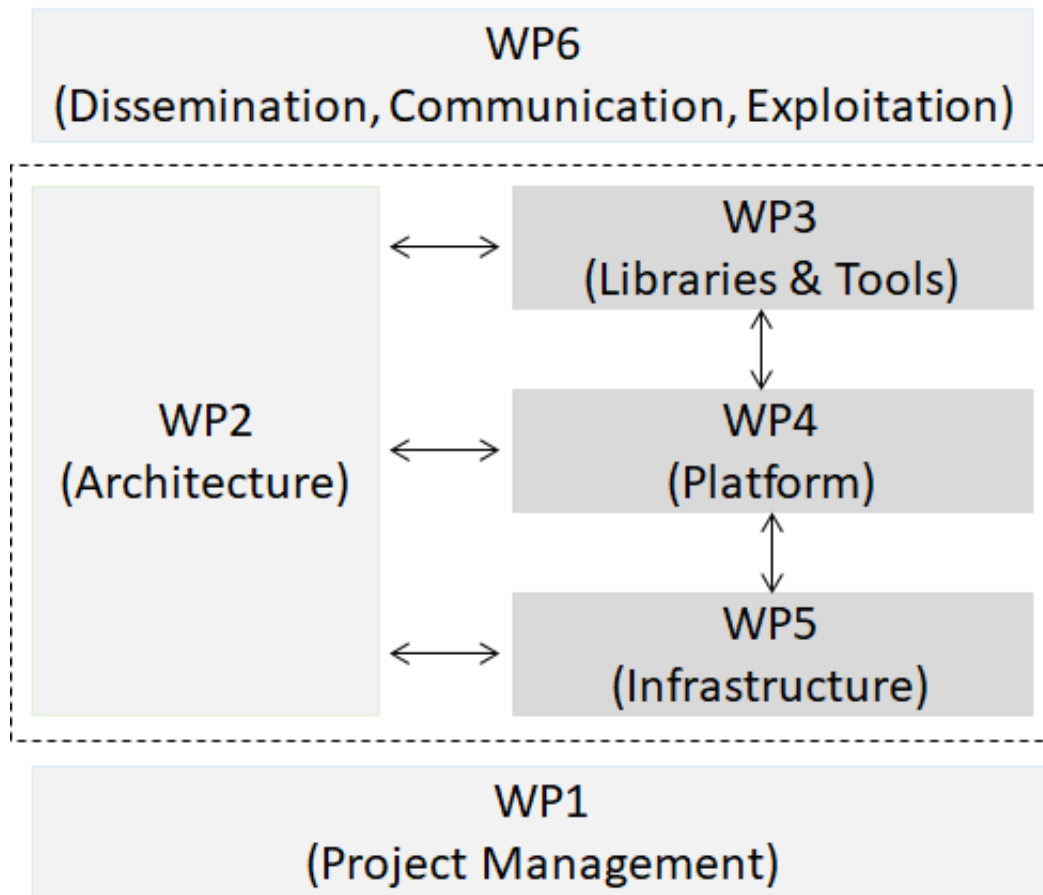 WP6
(Dissemination, Communication, Exploitation)
WP2
(Architecture)
WP3
(Libraries & Tools)
WP4
(Platform)
WP5
(Infrastructure)
WP1
(Project Management)